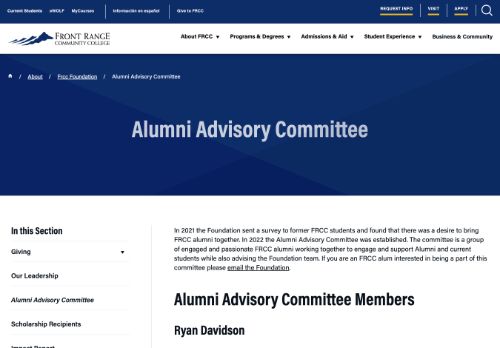 Current Students eWOLF MyCourses Información en español Give to FRCC REQUEST INFO VISIT APPLY
FRONT RANGE
COMMUNITY COLLEGE
About FRCC Programs & Degrees Admissions & Aid Student Experience Business & Community
/ About / Frcc Foundation / Alumni Advisory Committee
Alumni Advisory Committee
In this Section
Giving
Our Leadership
Alumni Advisory Committee
Scholarship Recipients
Impact Report
In 2021 the Foundation sent a survey to former FRCC students and found that there was a desire to bring
FRCC alumni together. In 2022 the Alumni Advisory Committee was established. The committee is a group
of engaged and passionate FRCC alumni working together to engage and support Alumni and current
students while also advising the Foundation team. If you are an FRCC alum interested in being a part of this
committee please email the Foundation.
Alumni Advisory Committee Members
Ryan Davidson